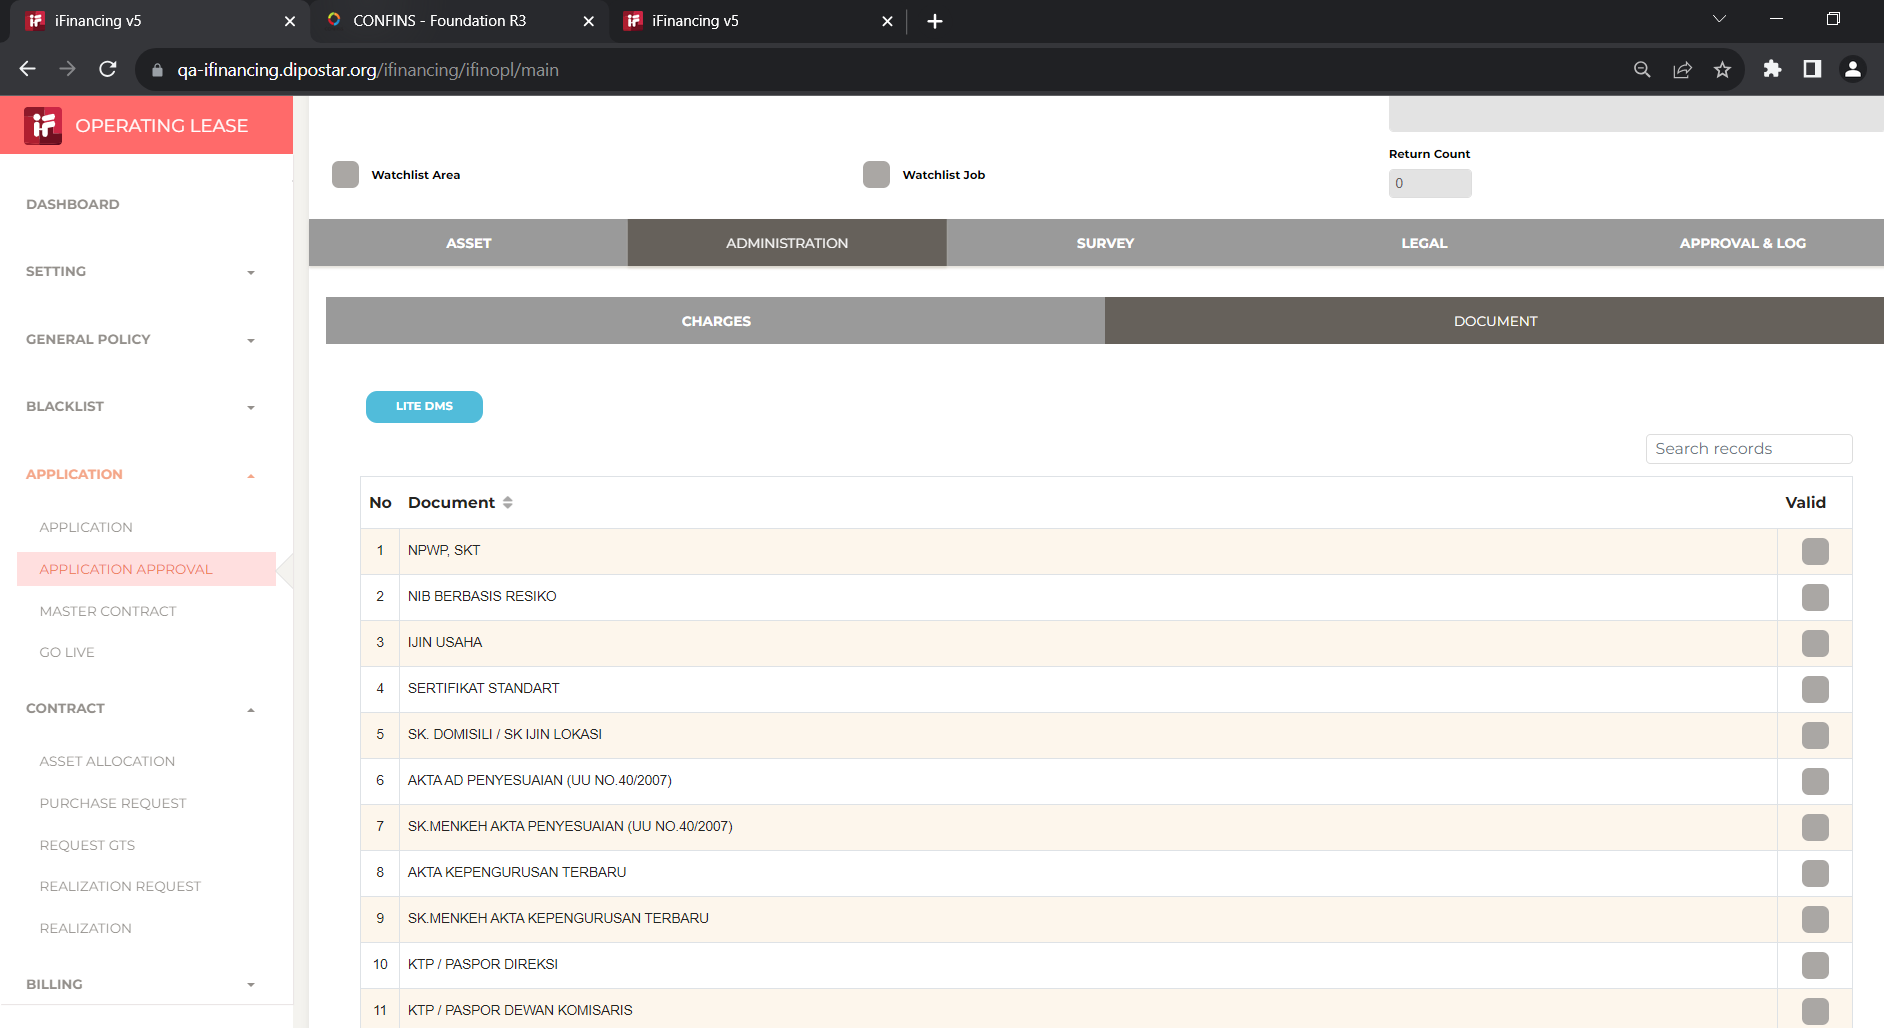 iFinancing v5
CONFINS - Foundation R3
iFinancing v5
qa-ifinancing.dipostar.org/ifinancing/ifinopl/main
iF OPERATING LEASE
DASHBOARD
SETTING
GENERAL POLICY
BLACKLIST
APPLICATION
APPLICATION
APPLICATION APPROVAL
MASTER CONTRACT
GO LIVE
CONTRACT
ASSET ALLOCATION
PURCHASE REQUEST
REQUEST GTS
REALIZATION REQUEST
REALIZATION
BILLING
Watchlist Area
Watchlist Job
Return Count
0
ASSET ADMINISTRATION SURVEY LEGAL APPROVAL & LOG
CHARGES DOCUMENT
LITE DMS
Search records
No Document Valid
1 NPWP, SKT
2 NIB BERBASIS RESIKO
3 IJIN USAHA
4 SERTIFIKAT STANDART
5 SK. DOMISILI / SK IJIN LOKASI
6 AKTA AD PENYESUAIAN (UU NO.40/2007)
7 SK.MENKEH AKTA PENYESUAIAN (UU NO.40/2007)
8 AKTA KEPENGURUSAN TERBARU
9 SK.MENKEH AKTA KEPENGURUSAN TERBARU
10 KTP / PASPOR DIREKSI
11 KTP / PASPOR DEWAN KOMISARIS